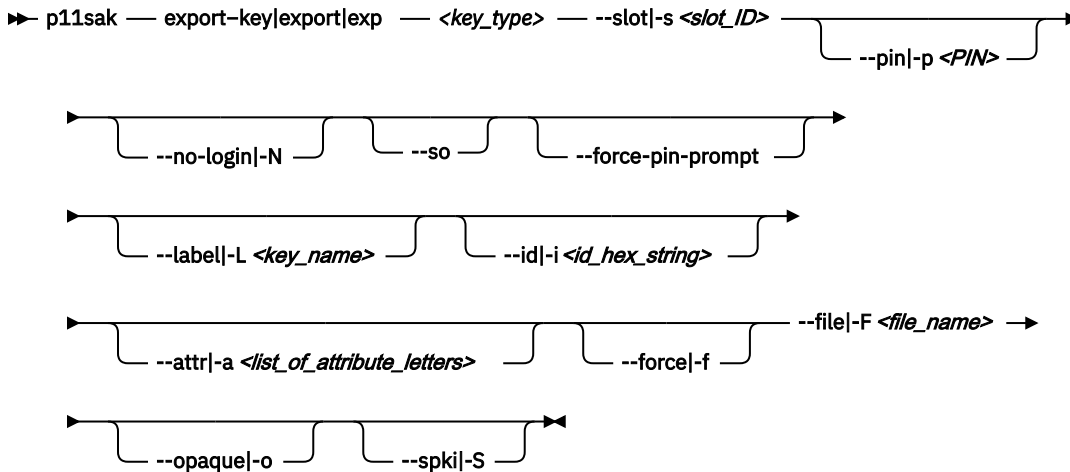 p11sak export–key|export|exp <key_type> --slot|-s <slot_ID>
--pin|-p <PIN>
--no-login|-N --so --force-pin-prompt
--label|-L <key_name> --id|-i <id_hex_string>
--file|-F <file_name>
--attr|-a <list_of_attribute_letters> --force|-f
--opaque|-o --spki|-S